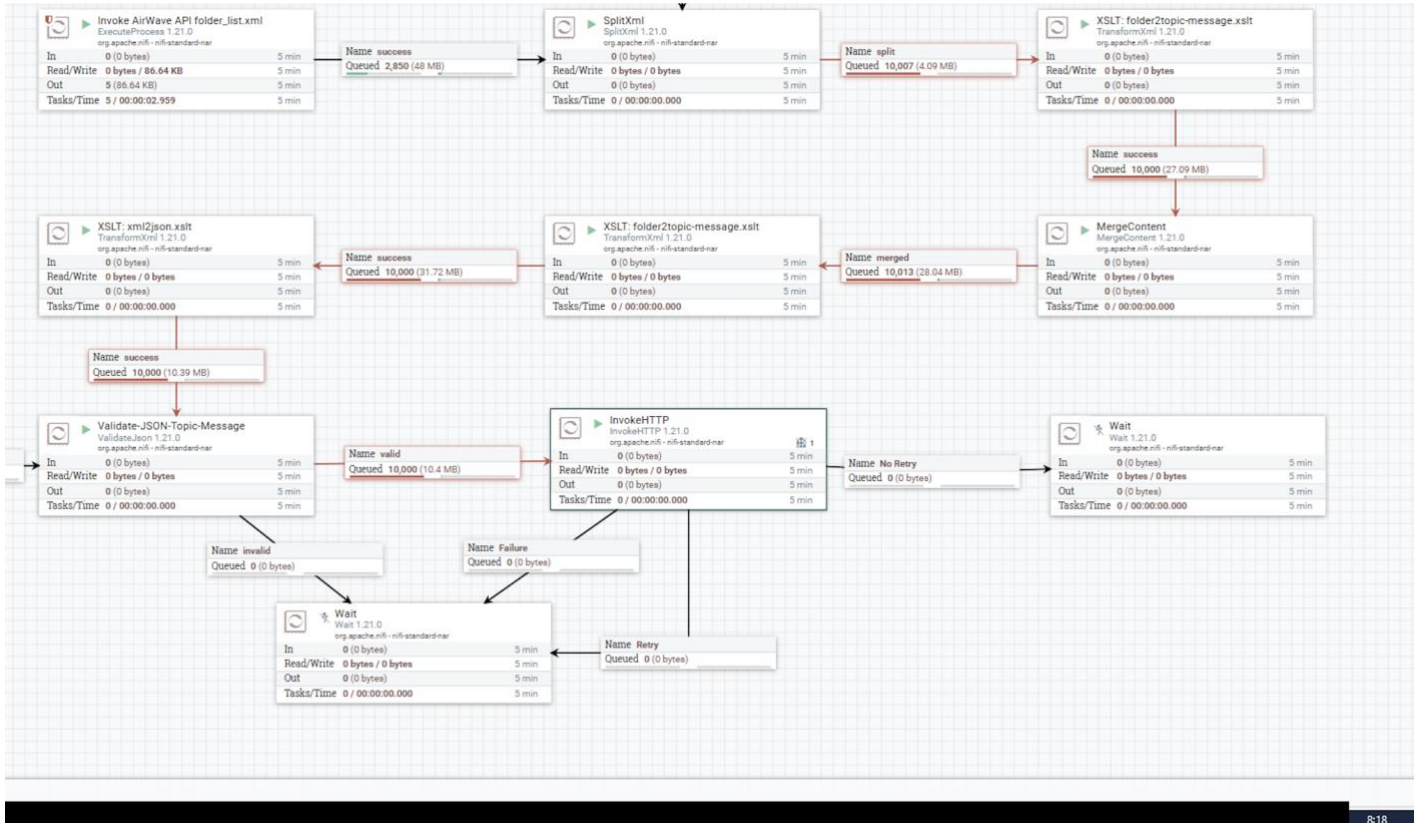 Invoke AirWave API folder_list.xml
ExecuteProcess 1.21.0
org.apache.nifi - nifi-standard-nar
In 0 (0 bytes) 5 min
Read/Write 0 bytes / 86.64 KB 5 min
Out 5 (86.64 KB) 5 min
Tasks/Time 5 / 00:00:02.959 5 min
Name success
Queued 2,850 (48 MB)
SplitXml
SplitXml 1.21.0
org.apache.nifi - nifi-standard-nar
In 0 (0 bytes) 5 min
Read/Write 0 bytes / 0 bytes 5 min
Out 0 (0 bytes) 5 min
Tasks/Time 0 / 00:00:00.000 5 min
Name split
Queued 10,007 (4.09 MB)
XSLT: folder2topic-message.xslt
TransformXml 1.21.0
org.apache.nifi - nifi-standard-nar
In 0 (0 bytes) 5 min
Read/Write 0 bytes / 0 bytes 5 min
Out 0 (0 bytes) 5 min
Tasks/Time 0 / 00:00:00.000 5 min
Name success
Queued 10,000 (27.09 MB)
XSLT: xml2json.xslt
TransformXml 1.21.0
org.apache.nifi - nifi-standard-nar
In 0 (0 bytes) 5 min
Read/Write 0 bytes / 0 bytes 5 min
Out 0 (0 bytes) 5 min
Tasks/Time 0 / 00:00:00.000 5 min
Name success
Queued 10,000 (31.72 MB)
XSLT: folder2topic-message.xslt
TransformXml 1.21.0
org.apache.nifi - nifi-standard-nar
In 0 (0 bytes) 5 min
Read/Write 0 bytes / 0 bytes 5 min
Out 0 (0 bytes) 5 min
Tasks/Time 0 / 00:00:00.000 5 min
Name merged
Queued 10,013 (28.04 MB)
MergeContent
MergeContent 1.21.0
org.apache.nifi - nifi-standard-nar
In 0 (0 bytes) 5 min
Read/Write 0 bytes / 0 bytes 5 min
Out 0 (0 bytes) 5 min
Tasks/Time 0 / 00:00:00.000 5 min
Name success
Queued 10,000 (10.39 MB)
Validate-JSON-Topic-Message
ValidateJson 1.21.0
org.apache.nifi - nifi-standard-nar
In 0 (0 bytes) 5 min
Read/Write 0 bytes / 0 bytes 5 min
Out 0 (0 bytes) 5 min
Tasks/Time 0 / 00:00:00.000 5 min
Name valid
Queued 10,000 (10.4 MB)
InvokeHTTP
InvokeHTTP 1.21.0
org.apache.nifi - nifi-standard-nar
1
In 0 (0 bytes) 5 min
Read/Write 0 bytes / 0 bytes 5 min
Out 0 (0 bytes) 5 min
Tasks/Time 0 / 00:00:00.000 5 min
Name No Retry
Queued 0 (0 bytes)
Wait
Wait 1.21.0
org.apache.nifi - nifi-standard-nar
In 0 (0 bytes) 5 min
Read/Write 0 bytes / 0 bytes 5 min
Out 0 (0 bytes) 5 min
Tasks/Time 0 / 00:00:00.000 5 min
Name invalid
Queued 0 (0 bytes)
Name Failure
Queued 0 (0 bytes)
Wait
Wait 1.21.0
org.apache.nifi - nifi-standard-nar
In 0 (0 bytes) 5 min
Read/Write 0 bytes / 0 bytes 5 min
Out 0 (0 bytes) 5 min
Tasks/Time 0 / 00:00:00.000 5 min
Name Retry
Queued 0 (0 bytes)
8:18